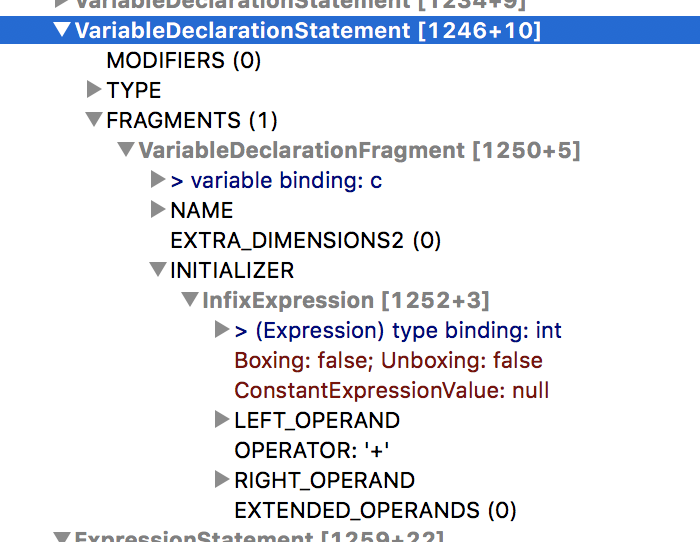 VariableDeclarationStatement [1234+9]
VariableDeclarationStatement [1246+10]
MODIFIERS (0)
TYPE
FRAGMENTS (1)
VariableDeclarationFragment [1250+5]
> variable binding: c
NAME
EXTRA_DIMENSIONS2 (0)
INITIALIZER
InfixExpression [1252+3]
> (Expression) type binding: int
Boxing: false; Unboxing: false
ConstantExpressionValue: null
LEFT_OPERAND
OPERATOR: '+'
RIGHT_OPERAND
EXTENDED_OPERANDS (0)
ExpressionStatement [1259+22]